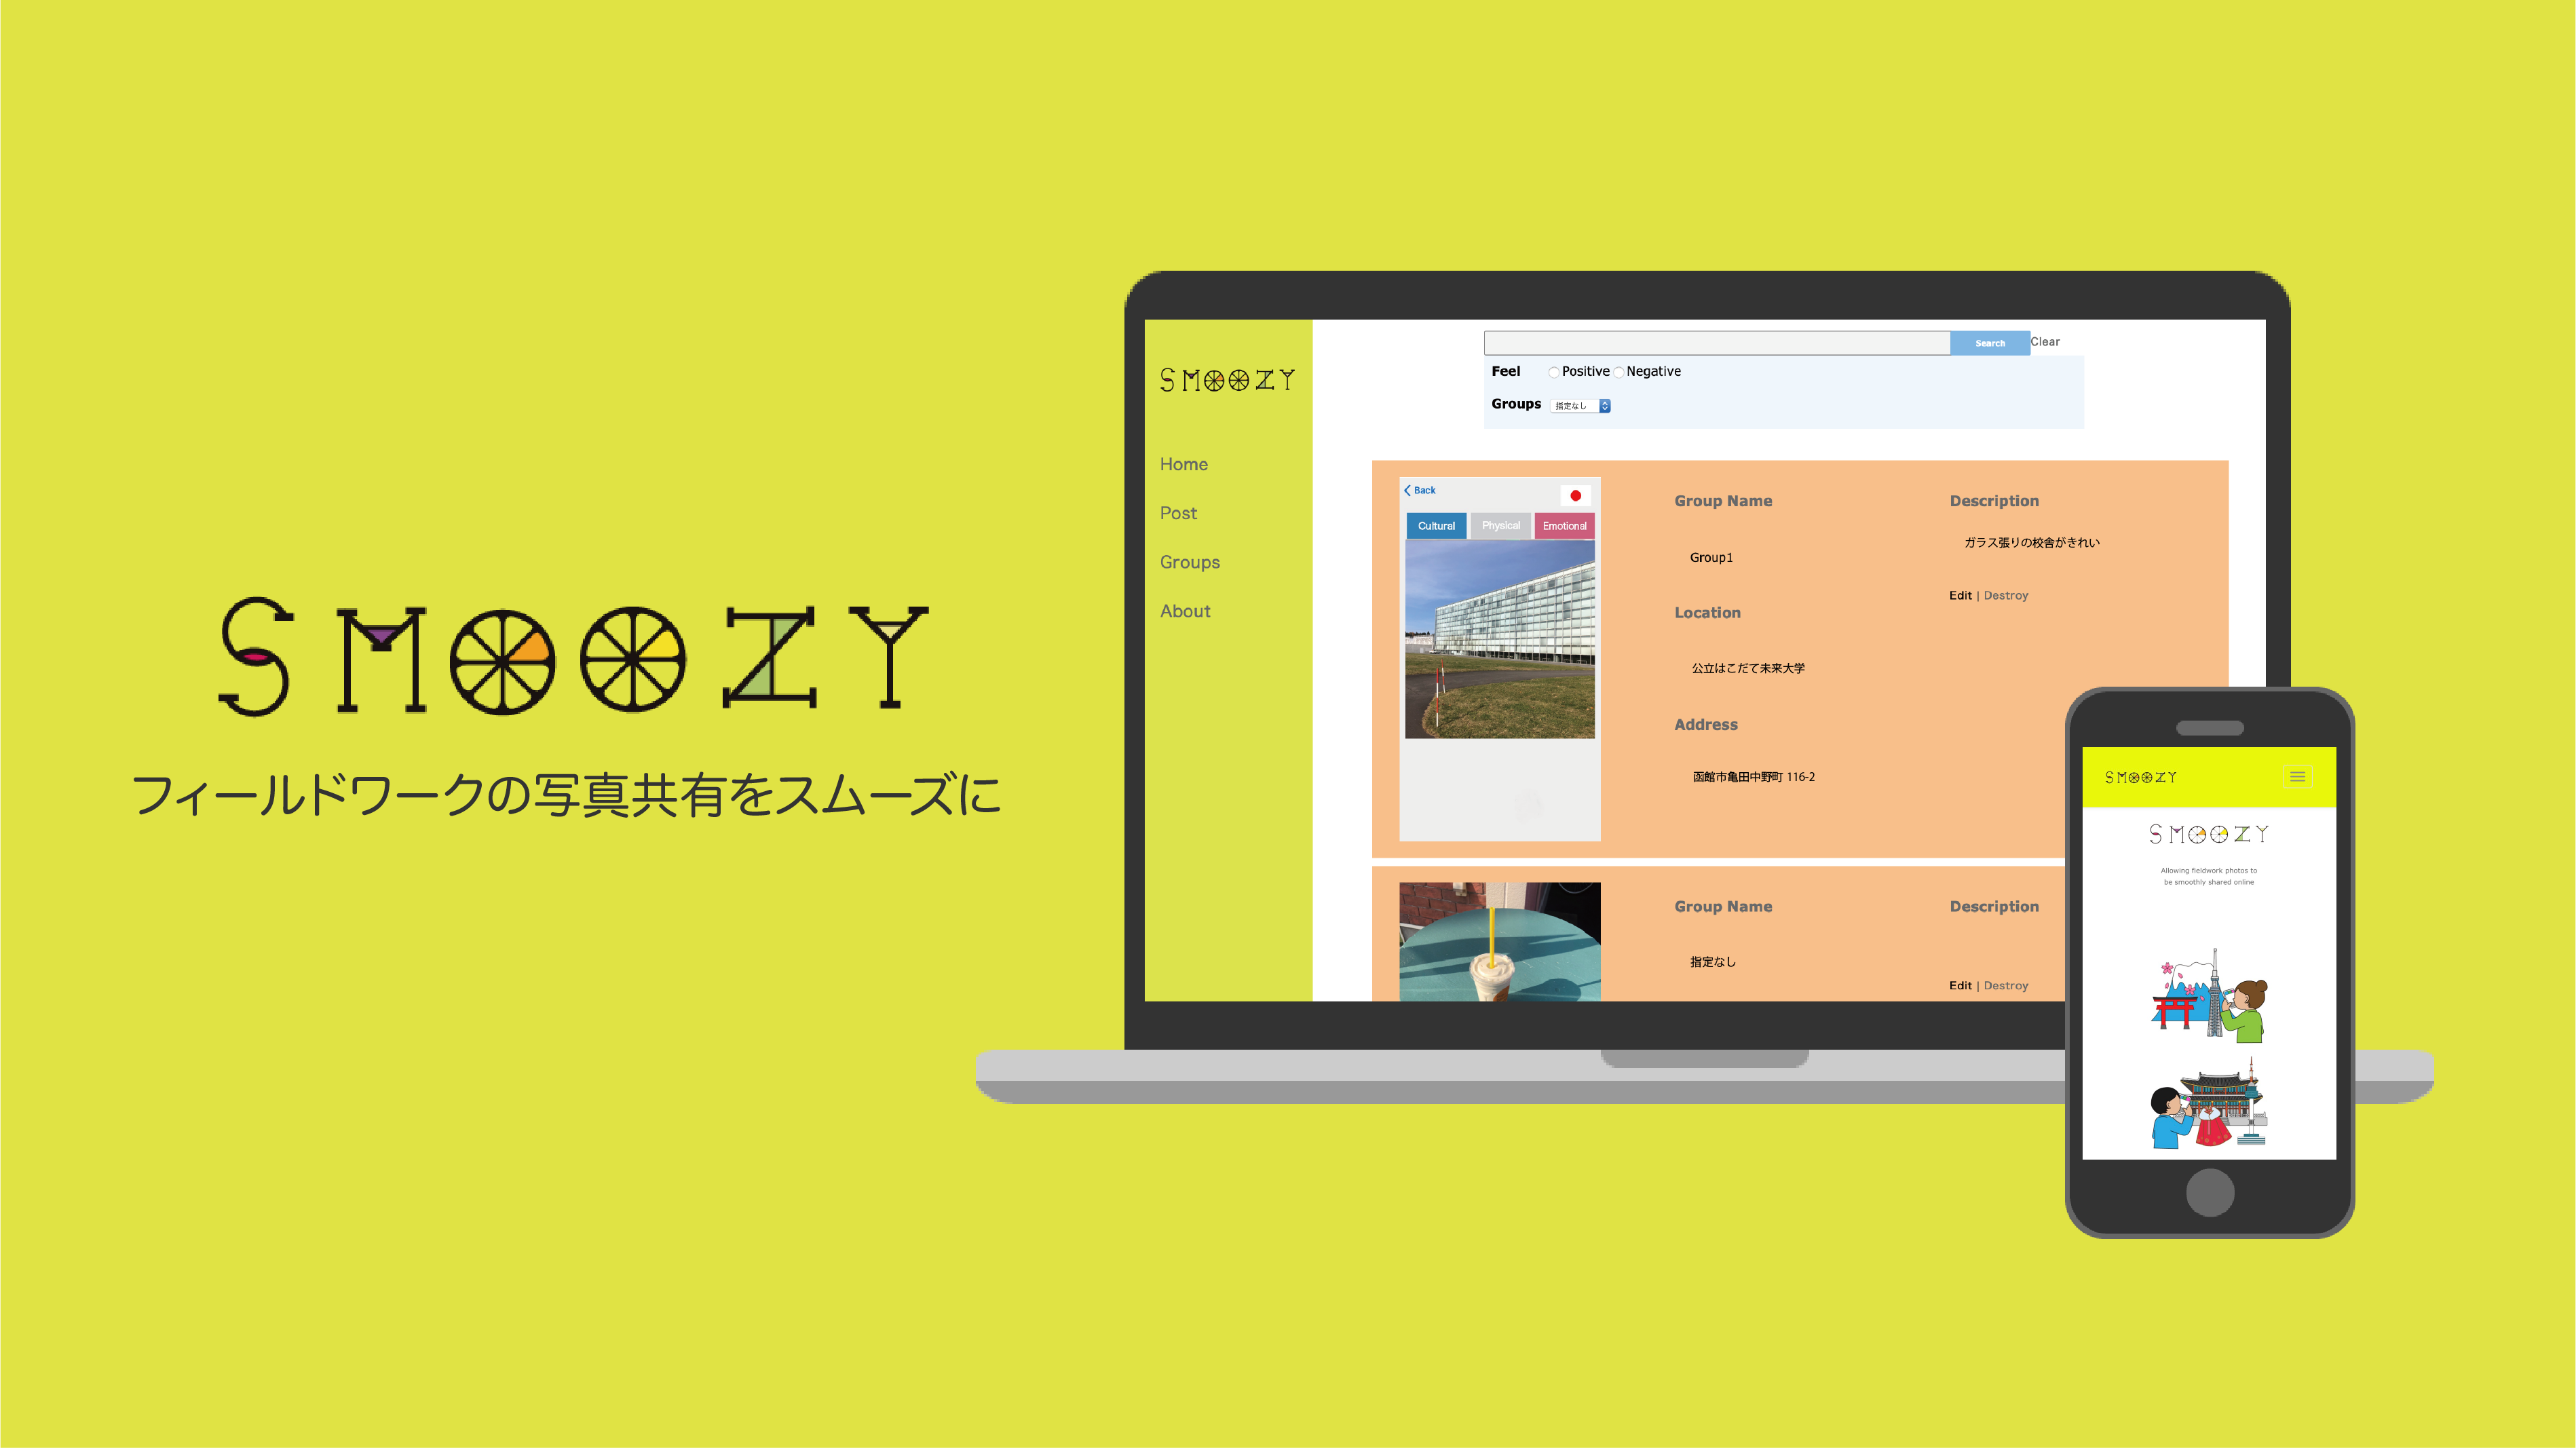 SMOOZY
フィールドワークの写真共有をスムーズに
SMOOZY
Home
Post
Groups
About
Search Clear
Feel Positive Negative
Groups 指定なし
Back
Cultural Physical Emotional
Group Name
Group1
Location
公立はこだて未来大学
Address
函館市亀田中野町 116-2
Description
ガラス張りの校舎がきれい
Edit | Destroy
Group Name
指定なし
Description
Edit | Destroy
SMOOZY
SMOOZY
Allowing fieldwork photos to
be smoothly shared online